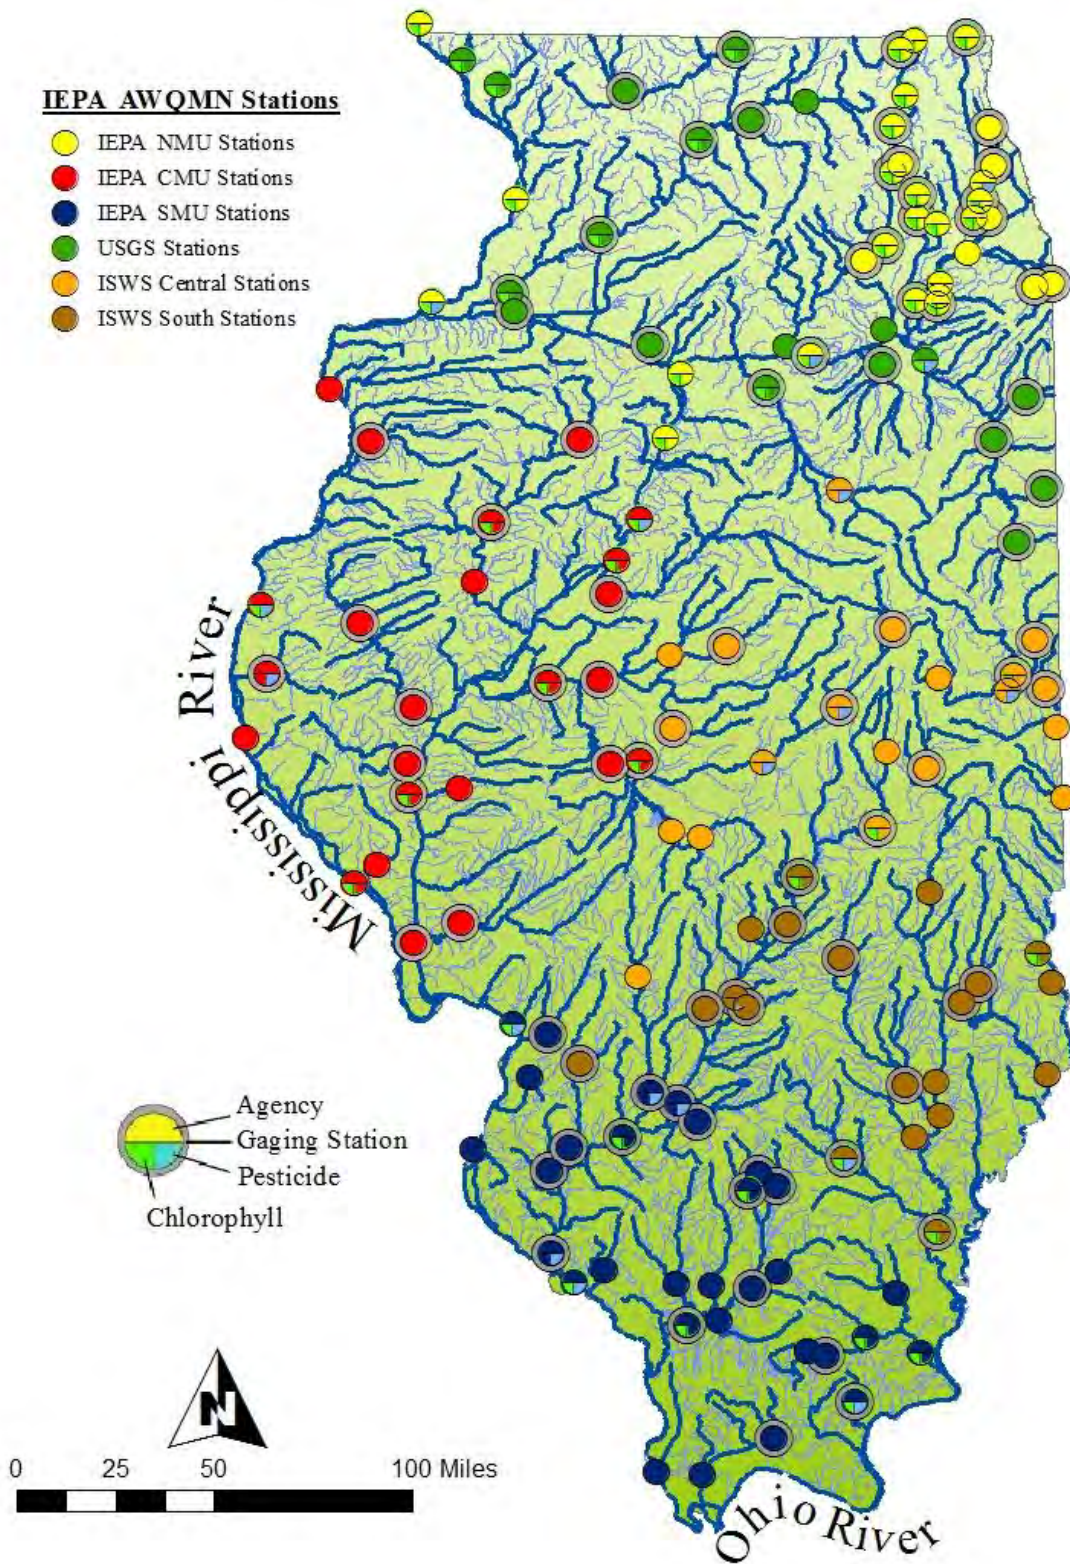 IEPA AWQMN Stations
IEPA NMU Stations
IEPA CMU Stations
IEPA SMU Stations
USGS Stations
ISWS Central Stations
ISWS South Stations
Mississippi River
Agency
Gaging Station
Pesticide
Chlorophyll
N
0 25 50 100 Miles
Ohio River